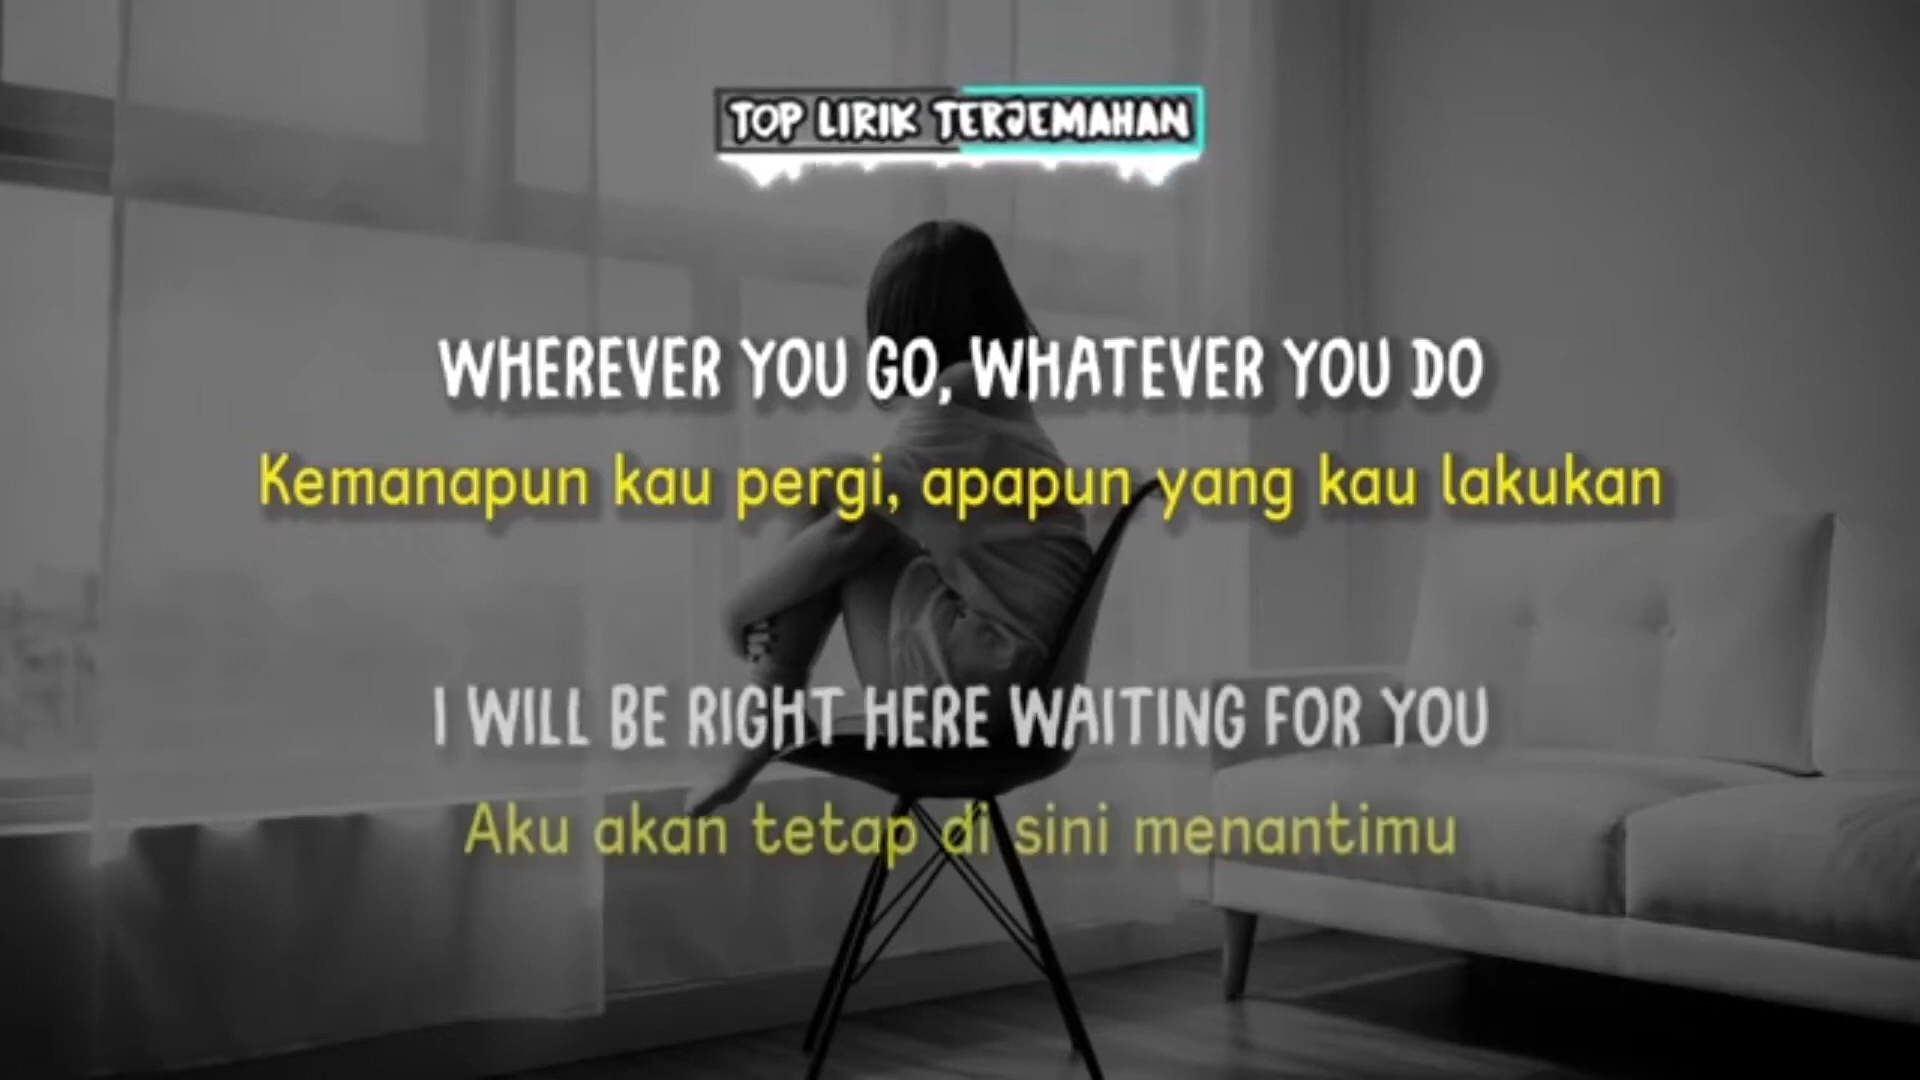 TOP LIRIK TERJEMAHAN
WHEREVER YOU GO, WHATEVER YOU DO
Kemanapun kau pergi, apapun yang kau lakukan
I WILL BE RIGHT HERE WAITING FOR YOU
Aku akan tetap di sini menantimu